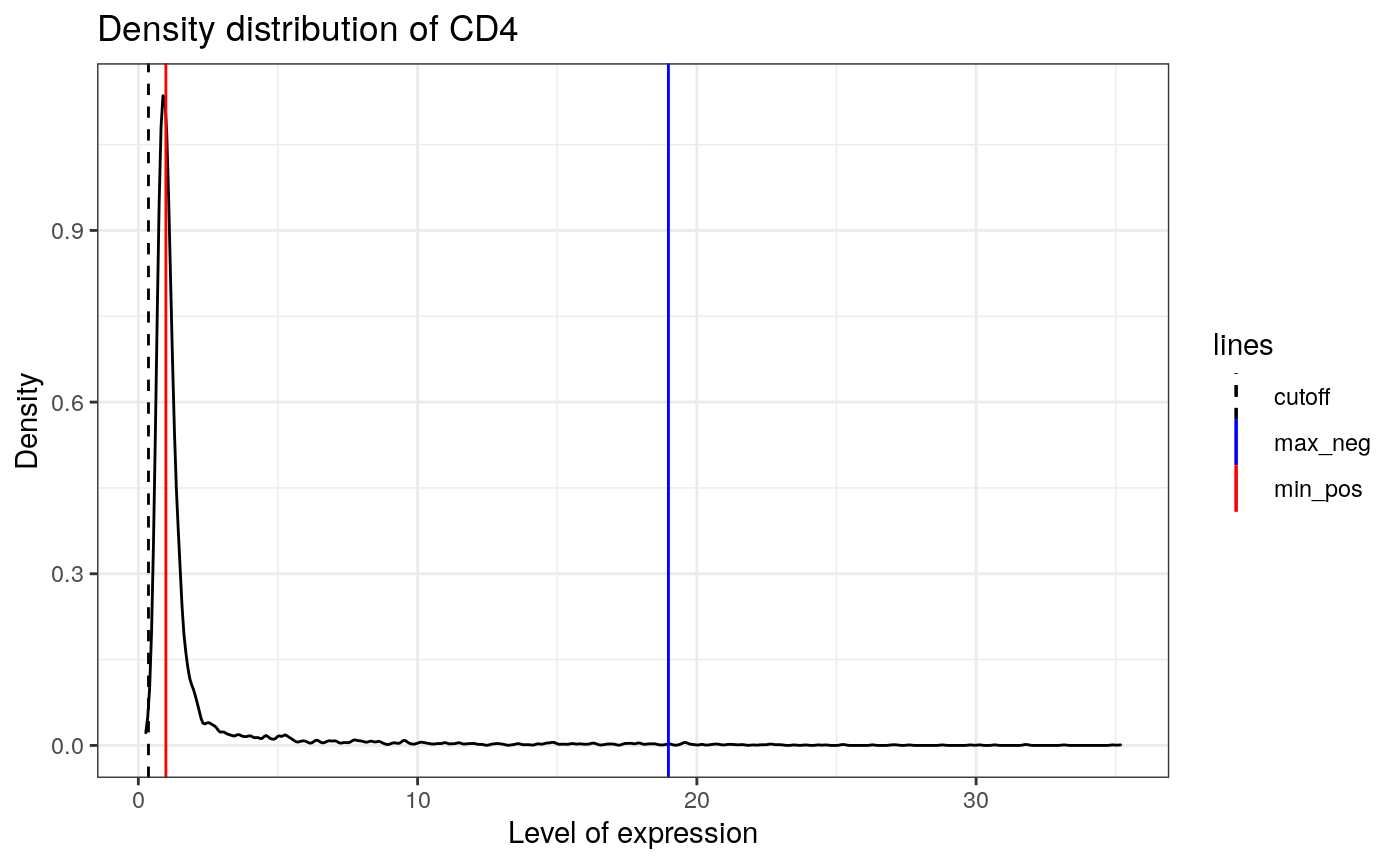 Density distribution of CD4
Density
0.9
0.6
0.3
0.0
0
10
20
30
Level of expression
lines
cutoff
max_neg
min_pos